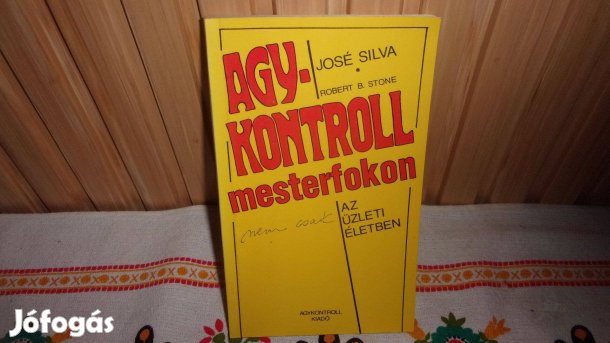 AGY-
KONTROLL
mesterfokon
JOSÉ SILVA
ROBERT B. STONE
nem csak
AZ
ÜZLETI
ÉLETBEN
AGYKONTROLL
KIADÓ
Jófogás